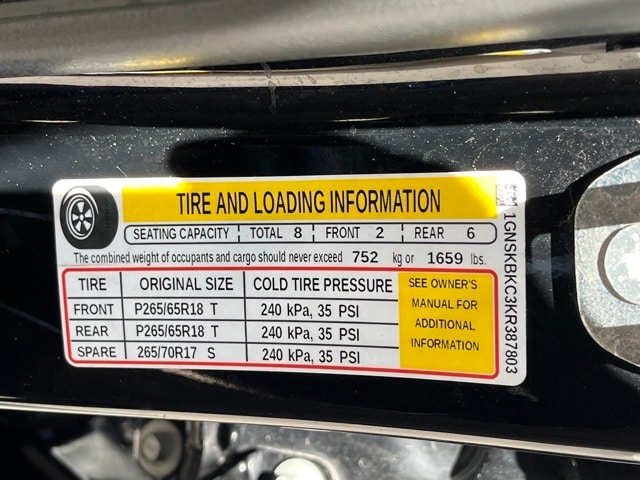 TIRE AND LOADING INFORMATION
SEATING CAPACITY TOTAL 8 FRONT 2 REAR 6
The combined weight of occupants and cargo should never exceed 752 kg or 1659 lbs.
TIRE ORIGINAL SIZE COLD TIRE PRESSURE
FRONT P265/65R18 T 240 kPa, 35 PSI
REAR P265/65R18 T 240 kPa, 35 PSI
SPARE 265/70R17 S 240 kPa, 35 PSI
SEE OWNER'S
MANUAL FOR
ADDITIONAL
INFORMATION
1GNSKBKC3KR387803